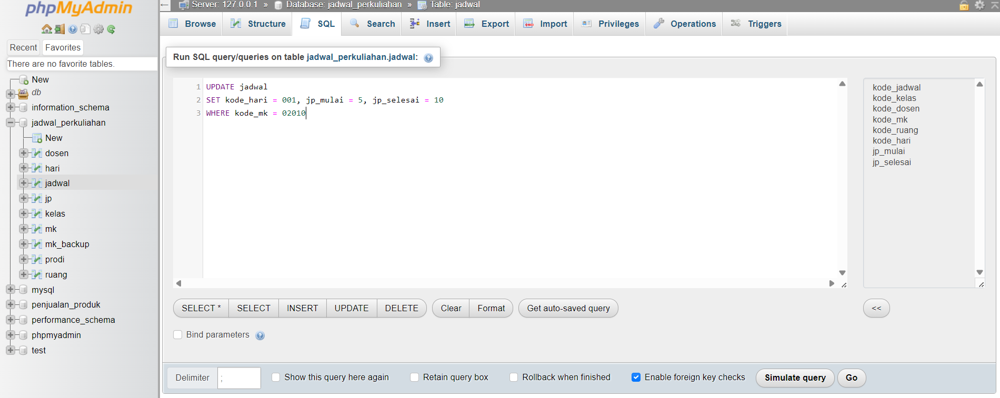 phpMyAdmin
Recent
Favorites
There are no favorite tables.
New
db
information_schema
jadwal_perkuliahan
New
dosen
hari
jadwal
jp
kelas
mk
mk_backup
prodi
ruang
mysql
penjualan_produk
performance_schema
phpmyadmin
test
Server: 127.0.0.1 » Database: jadwal_perkuliahan » Table: jadwal
Browse
Structure
SQL
Search
Insert
Export
Import
Privileges
Operations
Triggers
Run SQL query/queries on table jadwal_perkuliahan.jadwal:
1 UPDATE jadwal
2 SET kode_hari = 001, jp_mulai = 5, jp_selesai = 10
3 WHERE kode_mk = 02010
kode_jadwal
kode_kelas
kode_dosen
kode_mk
kode_ruang
kode_hari
jp_mulai
jp_selesai
SELECT *
SELECT
INSERT
UPDATE
DELETE
Clear
Format
Get auto-saved query
<<
Bind parameters
Delimiter
;
Show this query here again
Retain query box
Rollback when finished
Enable foreign key checks
Simulate query
Go